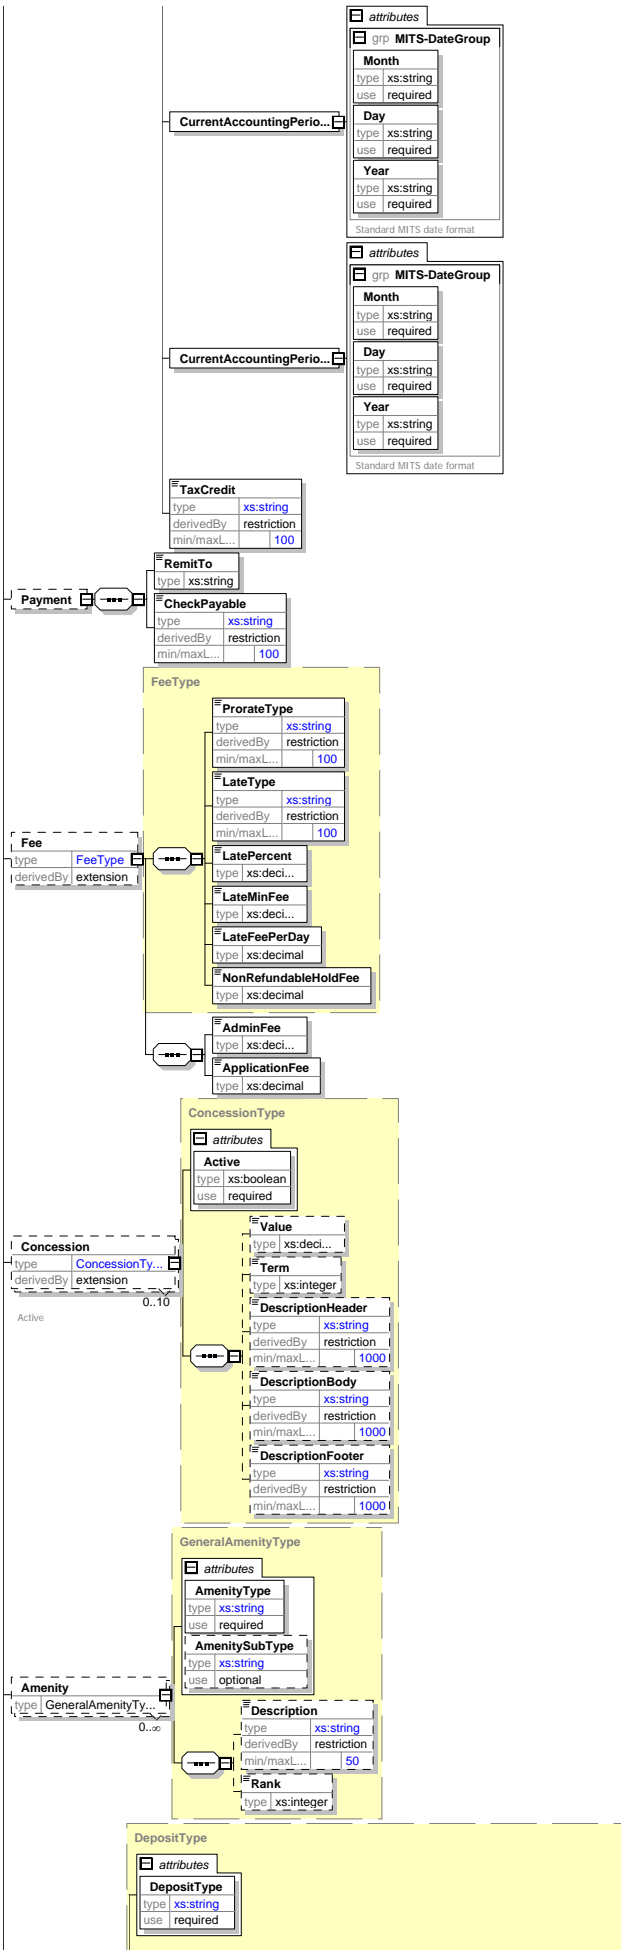 attributes
grp MITS-DateGroup
Month
type xs:string
use required
Day
type xs:string
use required
Year
type xs:string
use required
Standard MITS date format
CurrentAccountingPerio...
attributes
grp MITS-DateGroup
Month
type xs:string
use required
Day
type xs:string
use required
Year
type xs:string
use required
Standard MITS date format
CurrentAccountingPerio...
TaxCredit
type xs:string
derivedBy restriction
min/maxL... 100
Payment
RemitTo
type xs:string
CheckPayable
type xs:string
derivedBy restriction
min/maxL... 100
FeeType
ProrateType
type xs:string
derivedBy restriction
min/maxL... 100
LateType
type xs:string
derivedBy restriction
min/maxL... 100
Fee
type FeeType
derivedBy extension
LatePercent
type xs:deci...
LateMinFee
type xs:deci...
LateFeePerDay
type xs:decimal
NonRefundableHoldFee
type xs:decimal
AdminFee
type xs:deci...
ApplicationFee
type xs:decimal
ConcessionType
attributes
Active
type xs:boolean
use required
Concession
type ConcessionTy...
derivedBy extension
0..10
Active
Value
type xs:deci...
Term
type xs:integer
DescriptionHeader
type xs:string
derivedBy restriction
min/maxL... 1000
DescriptionBody
type xs:string
derivedBy restriction
min/maxL... 1000
DescriptionFooter
type xs:string
derivedBy restriction
min/maxL... 1000
GeneralAmenityType
attributes
AmenityType
type xs:string
use required
AmenitySubType
type xs:string
use optional
Amenity
type GeneralAmenityTy...
0..∞
Description
type xs:string
derivedBy restriction
min/maxL... 50
Rank
type xs:integer
DepositType
attributes
DepositType
type xs:string
use required